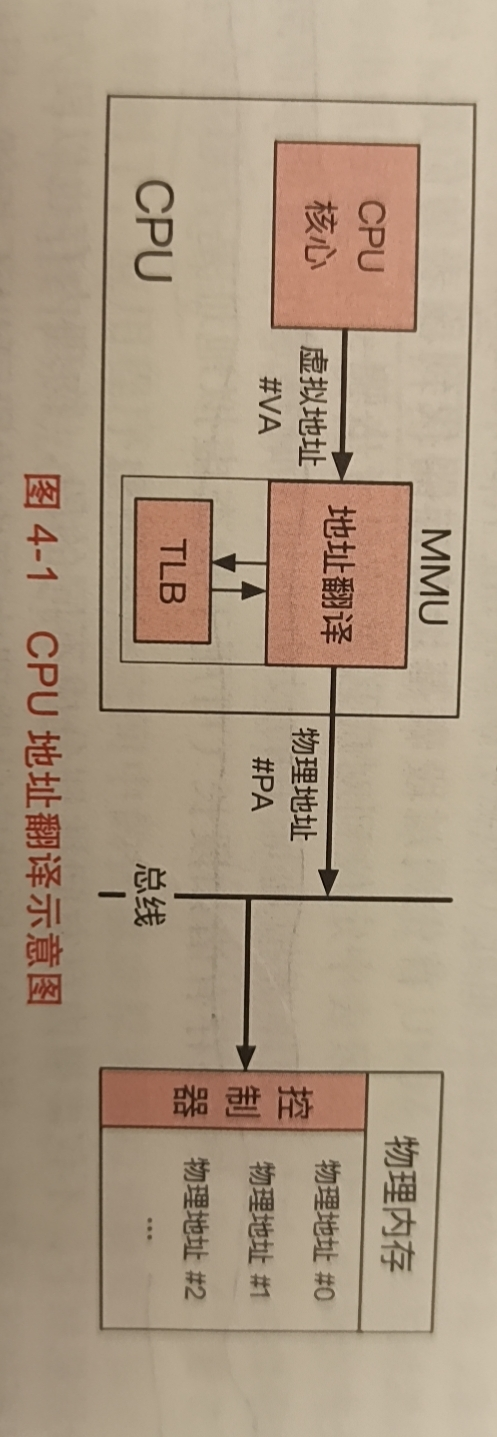 CPU
核心
虚拟地址
#VA
MMU
地址翻译
TLB
CPU
物理地址
#PA
总线
物理内存
控制器
物理地址 #0
物理地址 #1
物理地址 #2
...
图 4-1 CPU 地址翻译示意图